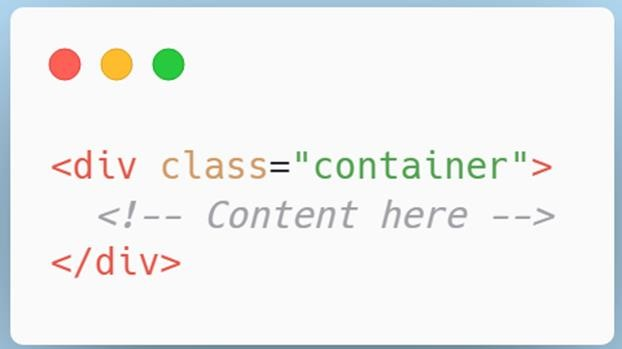 <div class="container">
  <!-- Content here -->
</div>